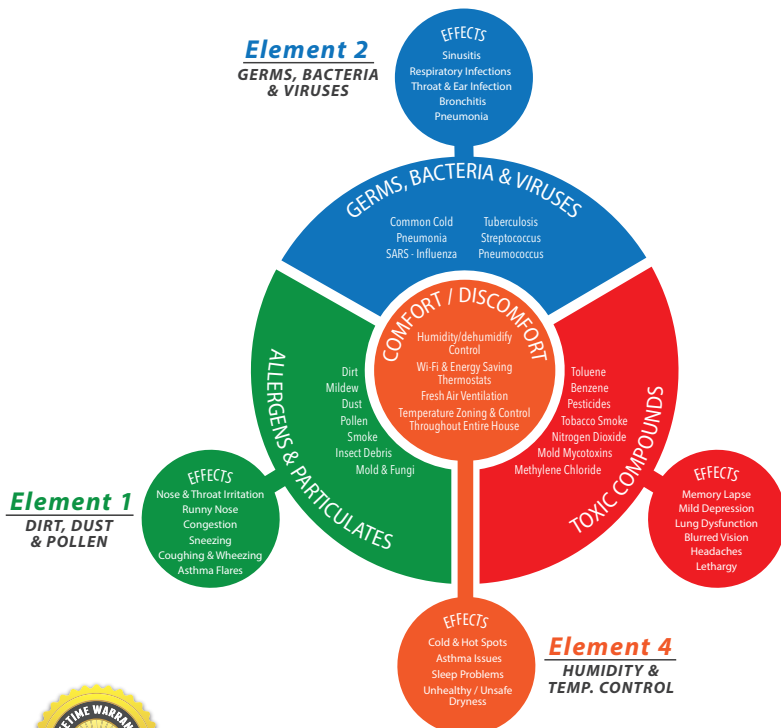 Element 2
GERMS, BACTERIA
& VIRUSES
EFFECTS
Sinusitis
Respiratory Infections
Throat & Ear Infection
Bronchitis
Pneumonia
GERMS, BACTERIA & VIRUSES
Common Cold
Pneumonia
SARS - Influenza
Tuberculosis
Streptococcus
Pneumococcus
COMFORT / DISCOMFORT
Humidity/dehumidify
Control
Wi-Fi & Energy Saving
Thermostats
Fresh Air Ventilation
Temperature Zoning & Control
Throughout Entire House
ALLERGENS & PARTICULATES
Dirt
Mildew
Dust
Pollen
Smoke
Insect Debris
Mold & Fungi
TOXIC COMPOUNDS
Toluene
Benzene
Pesticides
Tobacco Smoke
Nitrogen Dioxide
Mold Mycotoxins
Methylene Chloride
Element 1
DIRT, DUST
& POLLEN
EFFECTS
Nose & Throat Irritation
Runny Nose
Congestion
Sneezing
Coughing & Wheezing
Asthma Flares
EFFECTS
Memory Lapse
Mild Depression
Lung Dysfunction
Blurred Vision
Headaches
Lethargy
EFFECTS
Cold & Hot Spots
Asthma Issues
Sleep Problems
Unhealthy / Unsafe
Dryness
Element 4
HUMIDITY &
TEMP. CONTROL